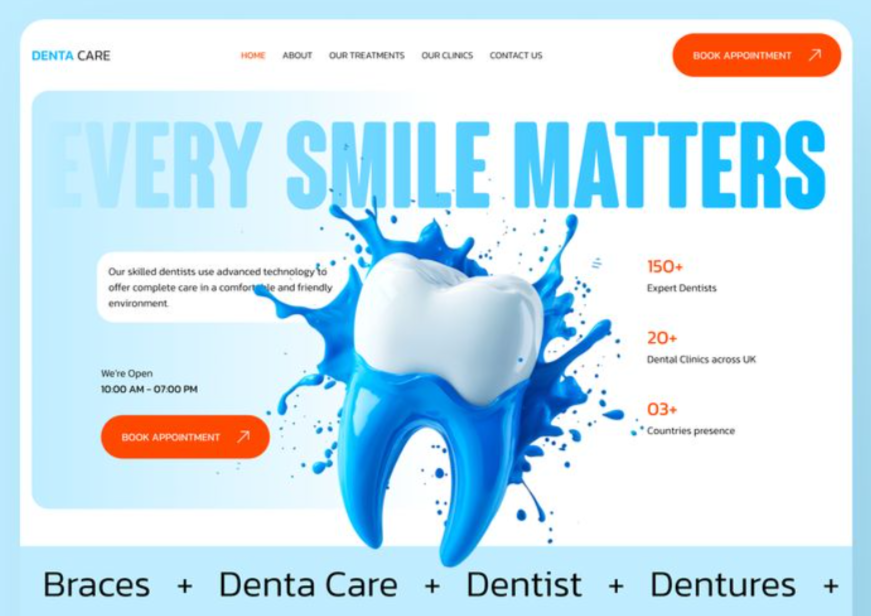 DENTA CARE
HOME ABOUT OUR TREATMENTS OUR CLINICS CONTACT US
BOOK APPOINTMENT
EVERY SMILE MATTERS
Our skilled dentists use advanced technology to
offer complete care in a comfortable and friendly
environment.
We're Open
10:00 AM - 07:00 PM
BOOK APPOINTMENT
150+
Expert Dentists
20+
Dental Clinics across UK
03+
Countries presence
Braces + Denta Care + Dentist + Dentures +